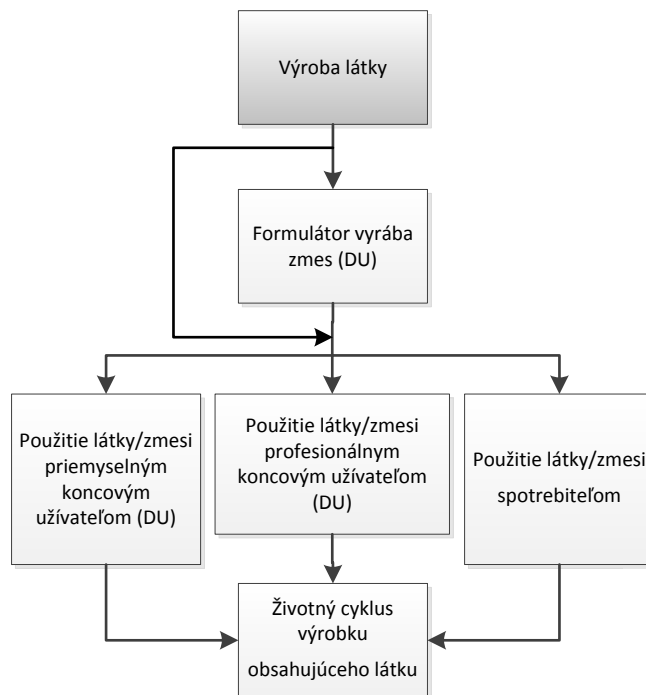 Výroba látky
Formulátor vyrába
zmes (DU)
Použitie látky/zmesi
priemyselným
koncovým
užívateľom (DU)
Použitie látky/zmesi
profesionálnym
koncovým užívateľom
(DU)
Použitie látky/zmesi
spotrebiteľom
Životný cyklus
výrobku
obsahujúceho látku